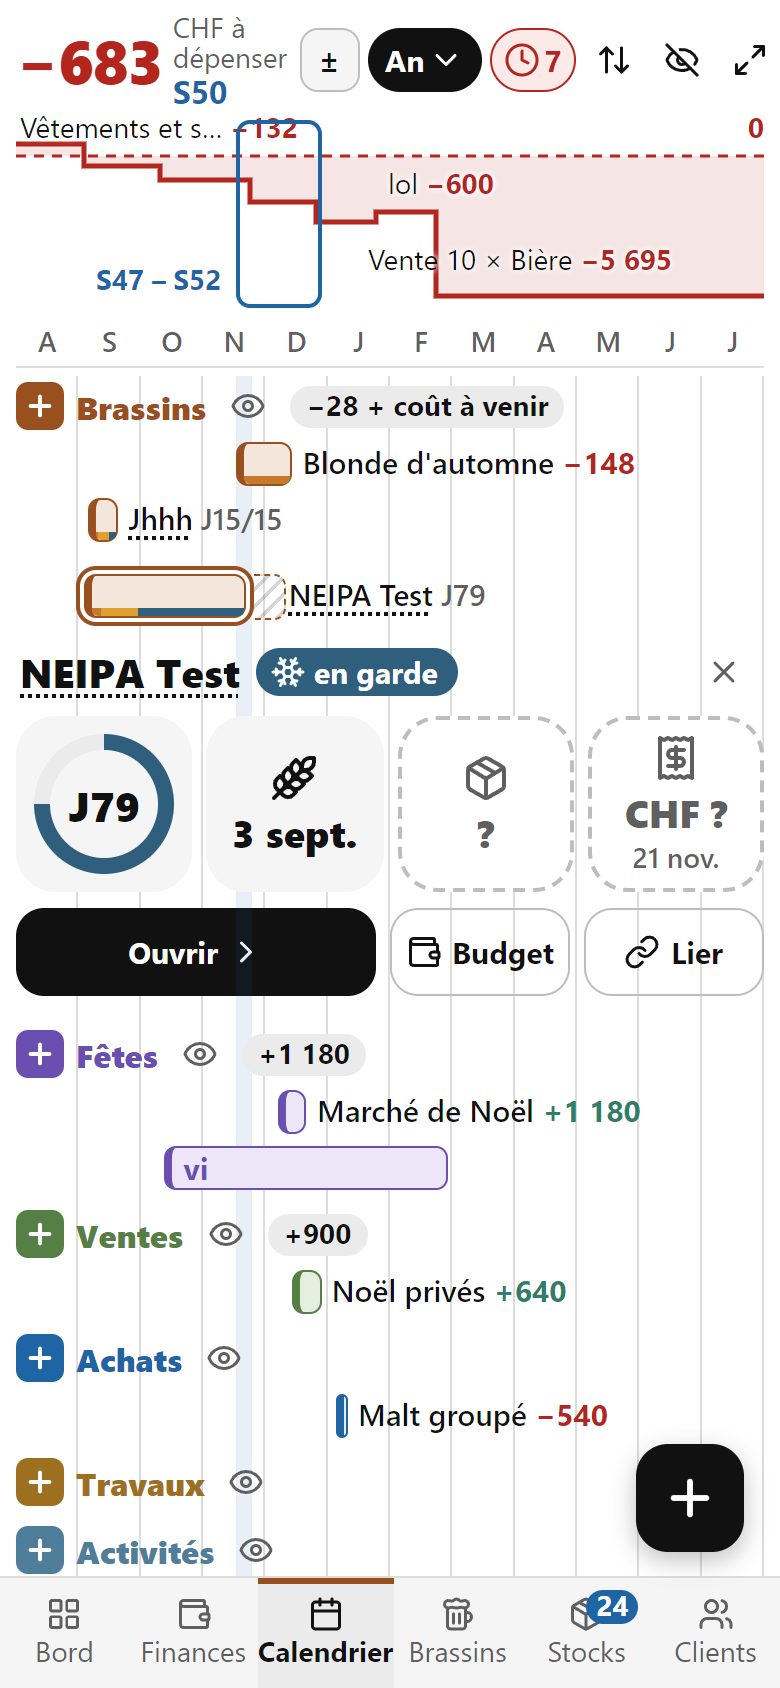 −683 CHF à dépenser S50 ± An 7
Vêtements et s... −132 0
lol −600
Vente 10 × Bière −5 695
S47 – S52
A S O N D J F M A M J J
Brassins −28 + coût à venir
Blonde d'automne −148
Jhhh J15/15
NEIPA Test J79
NEIPA Test en garde
J79 3 sept. ? CHF ?
21 nov.
Ouvrir Budget Lier
Fêtes +1 180
Marché de Noël +1 180
vi
Ventes +900
Noël privés +640
Achats
Malt groupé −540
Travaux
Activités
24
Bord Finances Calendrier Brassins Stocks Clients